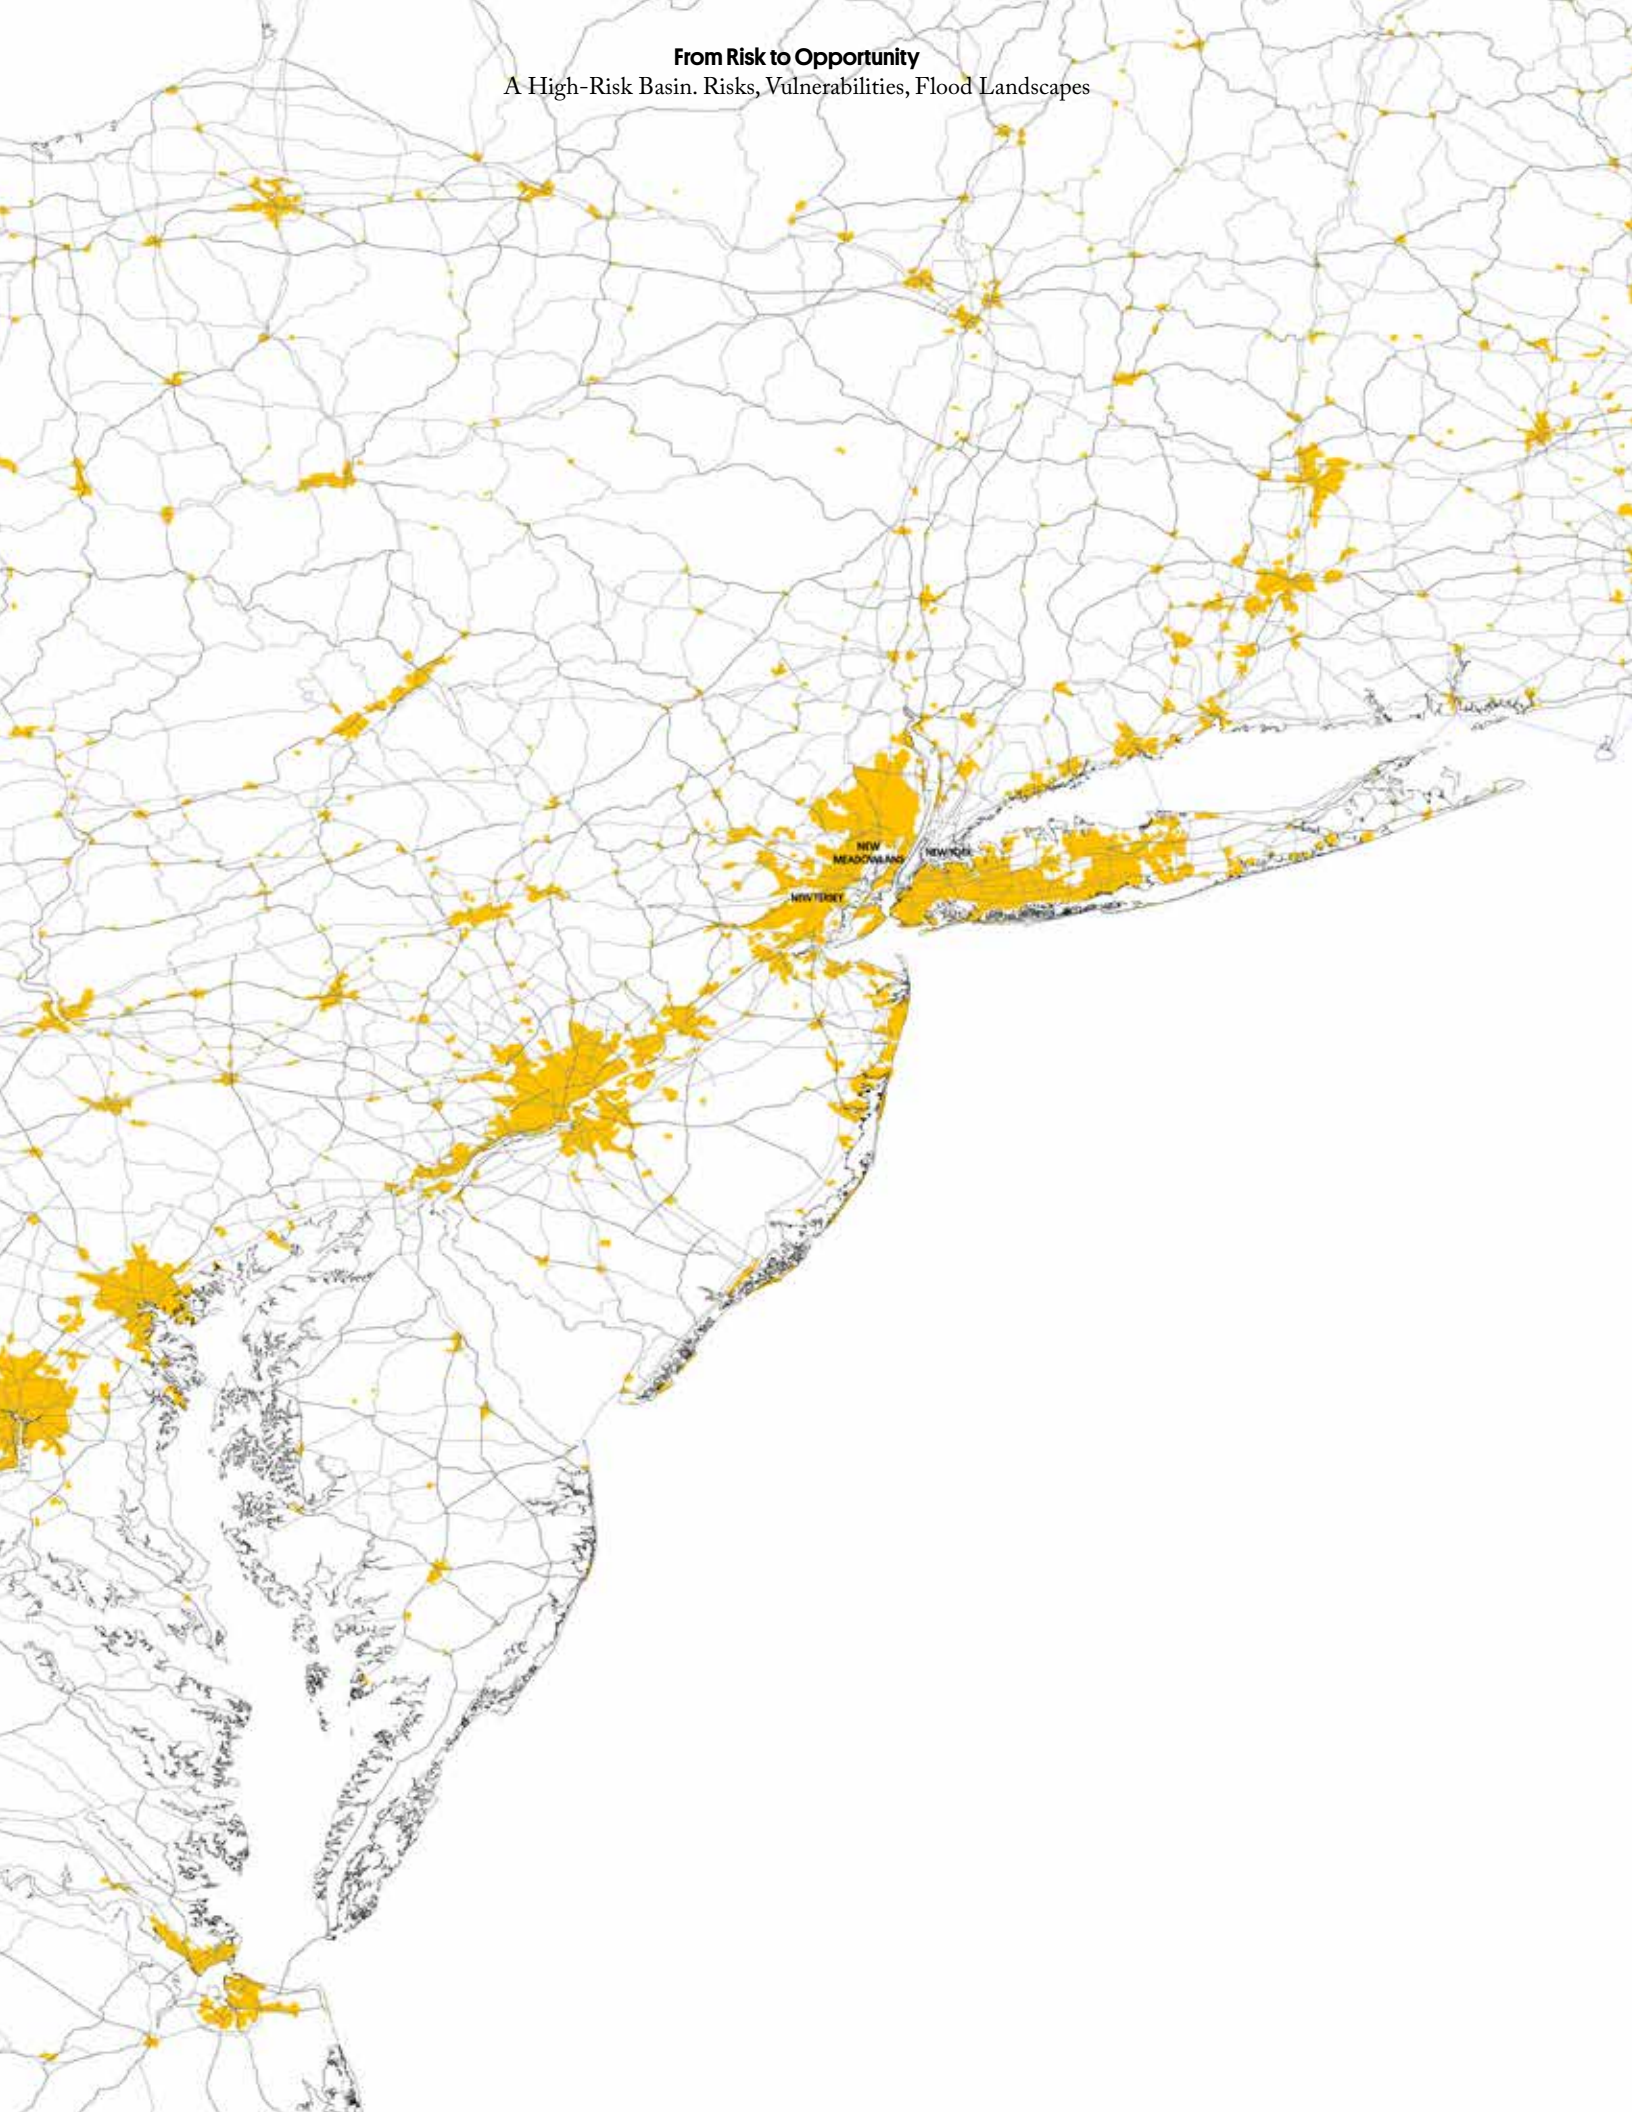 From Risk to Opportunity
A High-Risk Basin. Risks, Vulnerabilities, Flood Landscapes
NEW
MEADOWLANDS
NEW YORK
NEW JERSEY